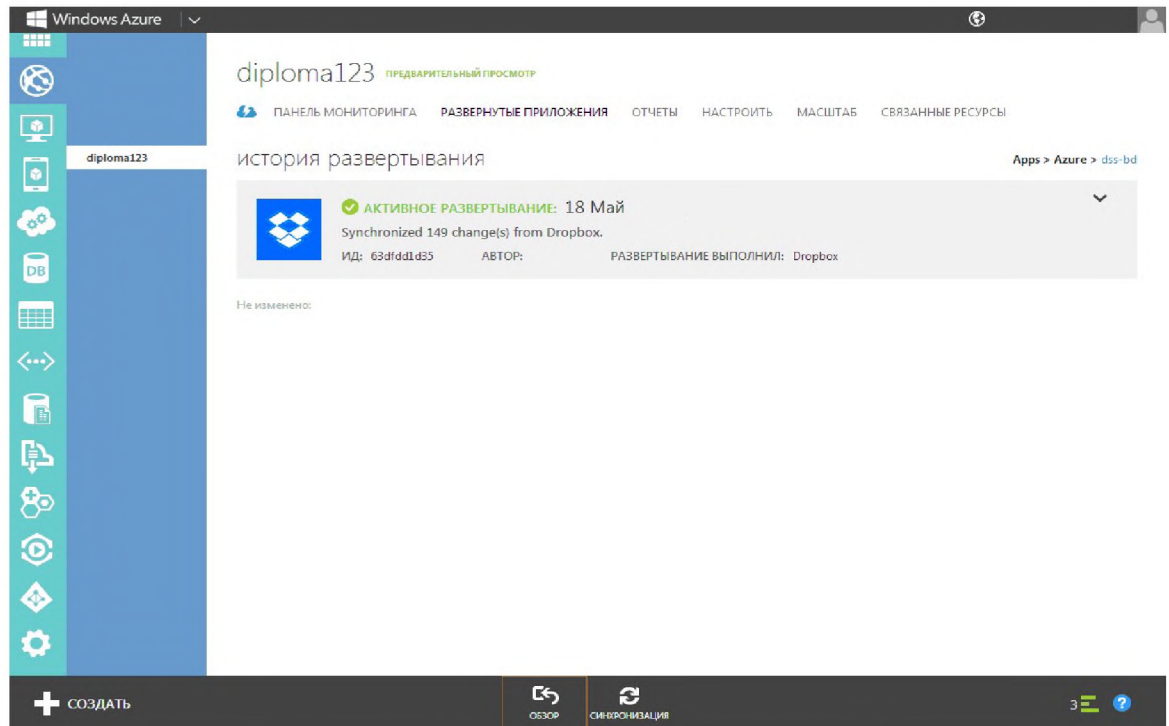 Windows Azure
diploma123 ПРЕДВАРИТЕЛЬНЫЙ ПРОСМОТР
ПАНЕЛЬ МОНИТОРИНГА РАЗВЕРНУТЫЕ ПРИЛОЖЕНИЯ ОТЧЕТЫ НАСТРОИТЬ МАСШТАБ СВЯЗАННЫЕ РЕСУРСЫ
diploma123
история развертывания
Apps > Azure > dss-bd
АКТИВНОЕ РАЗВЕРТЫВАНИЕ: 18 Май
Synchronized 149 change(s) from Dropbox.
ИД: 63dfdd1d35 АВТОР: РАЗВЕРТЫВАНИЕ ВЫПОЛНИЛ: Dropbox
Не изменено:
DB
СОЗДАТЬ
ОБЗОР
СИНХРОНИЗАЦИЯ
3
?